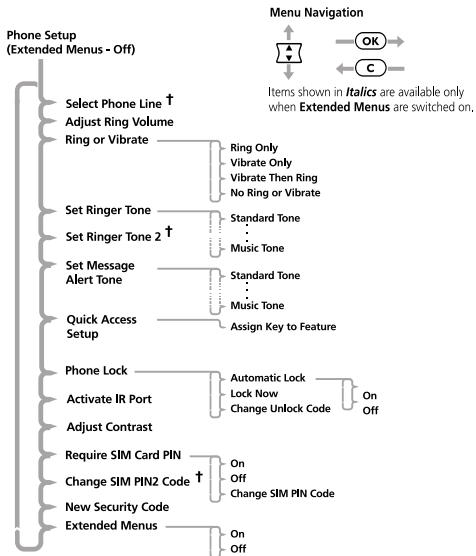 Menu Navigation
Phone Setup
(Extended Menus - Off)
OK
C
Items shown in Italics are available only
when Extended Menus are switched on.
Select Phone Line †
Adjust Ring Volume
Ring or Vibrate
Ring Only
Vibrate Only
Vibrate Then Ring
No Ring or Vibrate
Set Ringer Tone
Standard Tone
Set Ringer Tone 2 †
Music Tone
Set Message
Alert Tone
Standard Tone
Music Tone
Quick Access
Setup
Assign Key to Feature
Phone Lock
Automatic Lock
Lock Now
Change Unlock Code
On
Off
Activate IR Port
Adjust Contrast
Require SIM Card PIN
On
Off
Change SIM PIN Code
Change SIM PIN2 Code †
New Security Code
Extended Menus
On
Off